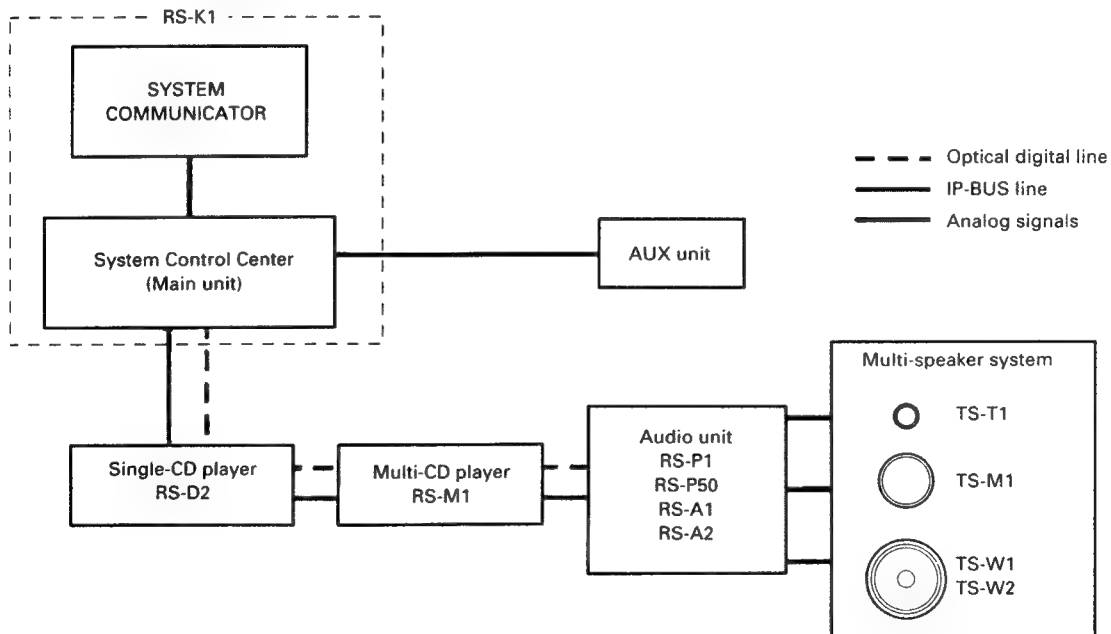 RS-K1
SYSTEM
COMMUNICATOR
System Control Center
(Main unit)
AUX unit
Optical digital line
IP-BUS line
Analog signals
Single-CD player
RS-D2
Multi-CD player
RS-M1
Audio unit
RS-P1
RS-P50
RS-A1
RS-A2
Multi-speaker system
TS-T1
TS-M1
TS-W1
TS-W2